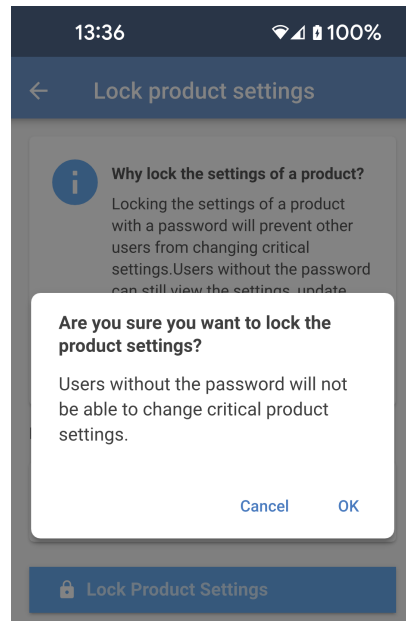 13:36 100%
Lock product settings
Why lock the settings of a product?
Locking the settings of a product
with a password will prevent other
users from changing critical
settings.Users without the password
can still view the settings, update
Are you sure you want to lock the
product settings?
Users without the password will not
be able to change critical product
settings.
Cancel OK
Lock Product Settings